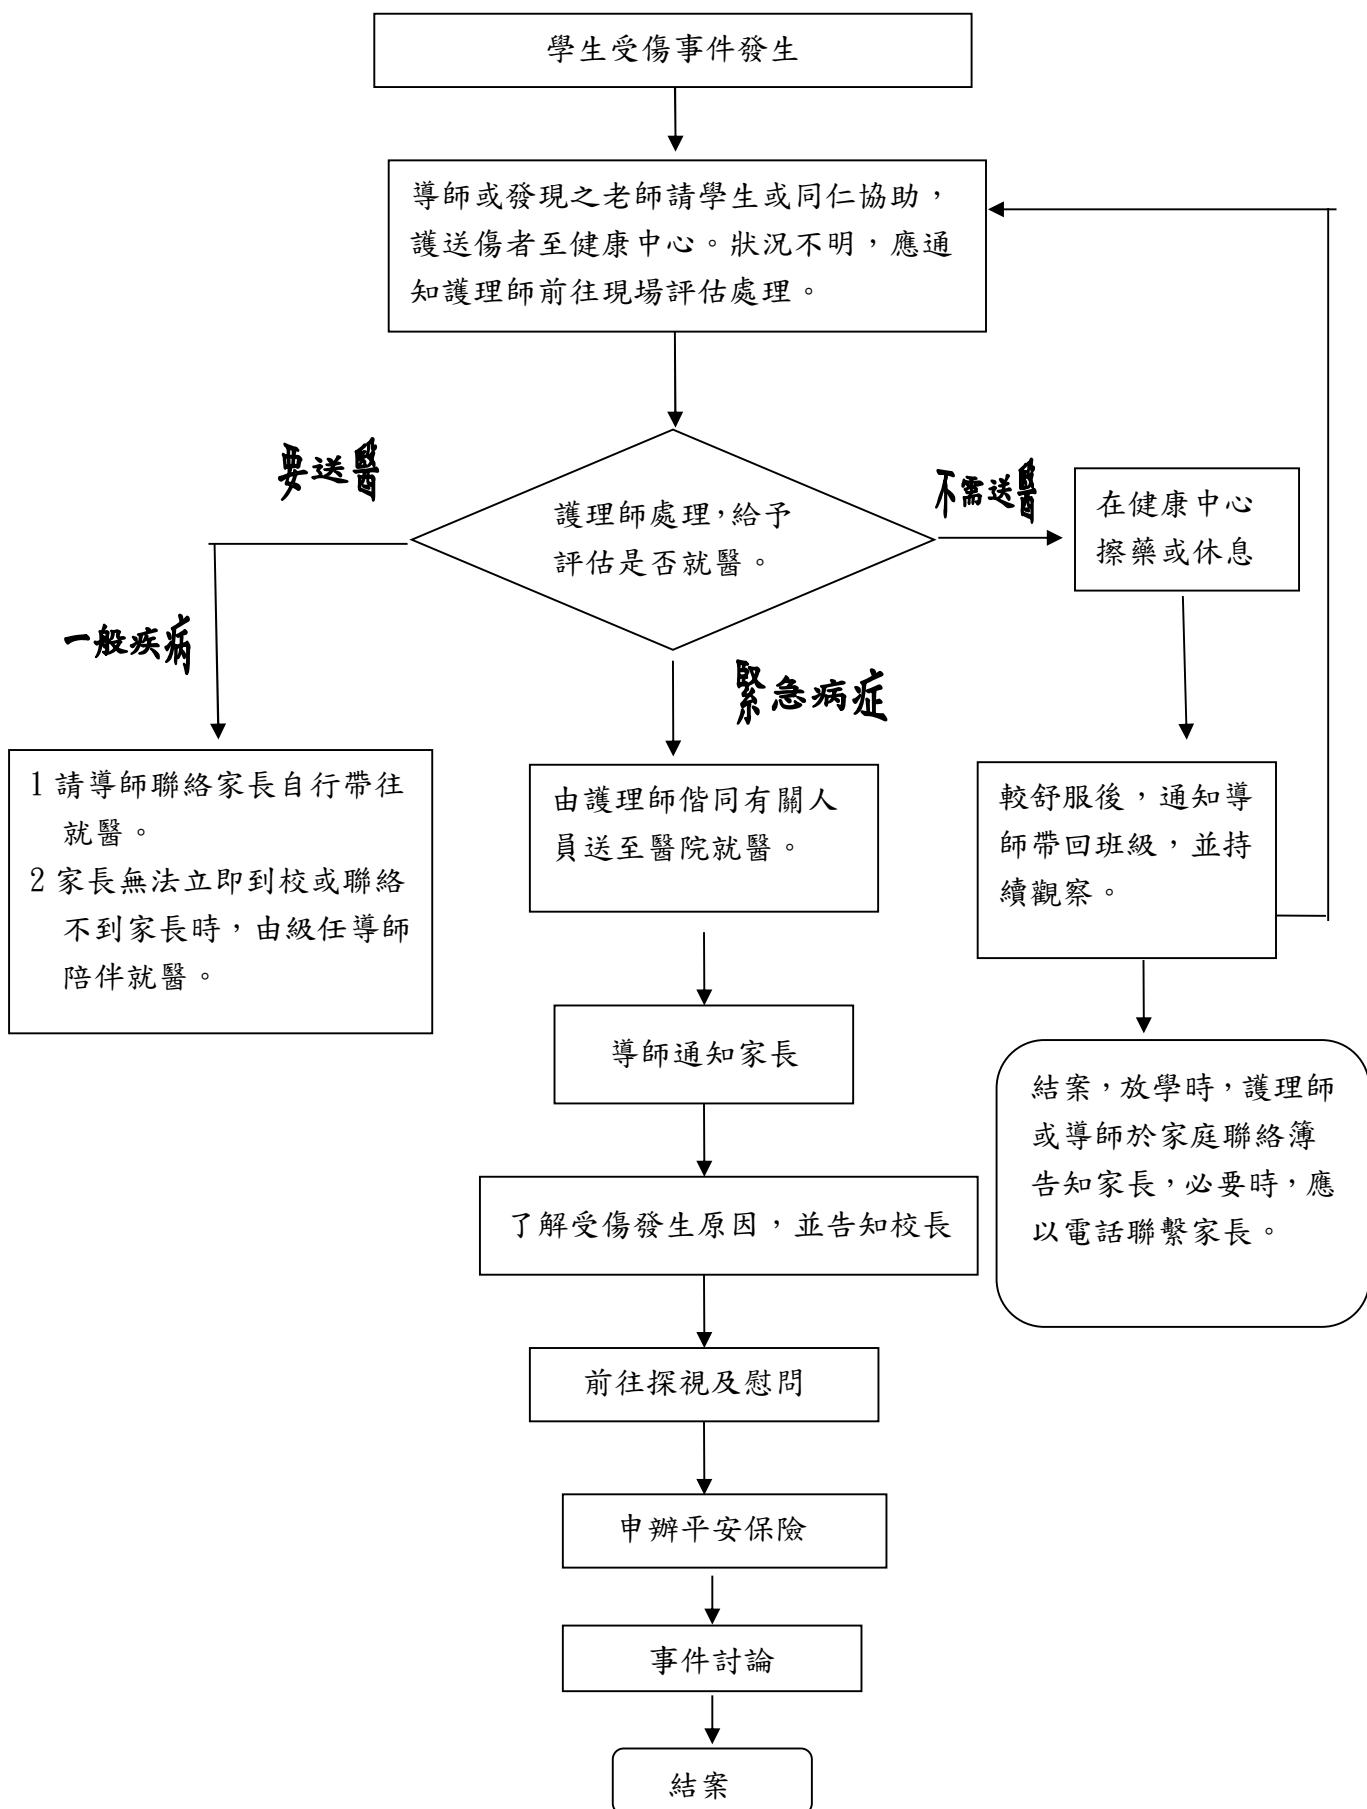 學生受傷事件發生
導師或發現之老師請學生或同仁協助，
護送傷者至健康中心。狀況不明，應通
知護理師前往現場評估處理。
要送醫
不需送醫
護理師處理，給予
評估是否就醫。
在健康中心
擦藥或休息
一般疾病
緊急病症
1 請導師聯絡家長自行帶往
就醫。
2 家長無法立即到校或聯絡
不到家長時，由級任導師
陪伴就醫。
由護理師偕同有關人
員送至醫院就醫。
較舒服後，通知導
師帶回班級，並持
續觀察。
導師通知家長
結案，放學時，護理師
或導師於家庭聯絡簿
告知家長，必要時，應
以電話聯繫家長。
了解受傷發生原因，並告知校長
前往探視及慰問
申辦平安保險
事件討論
結案